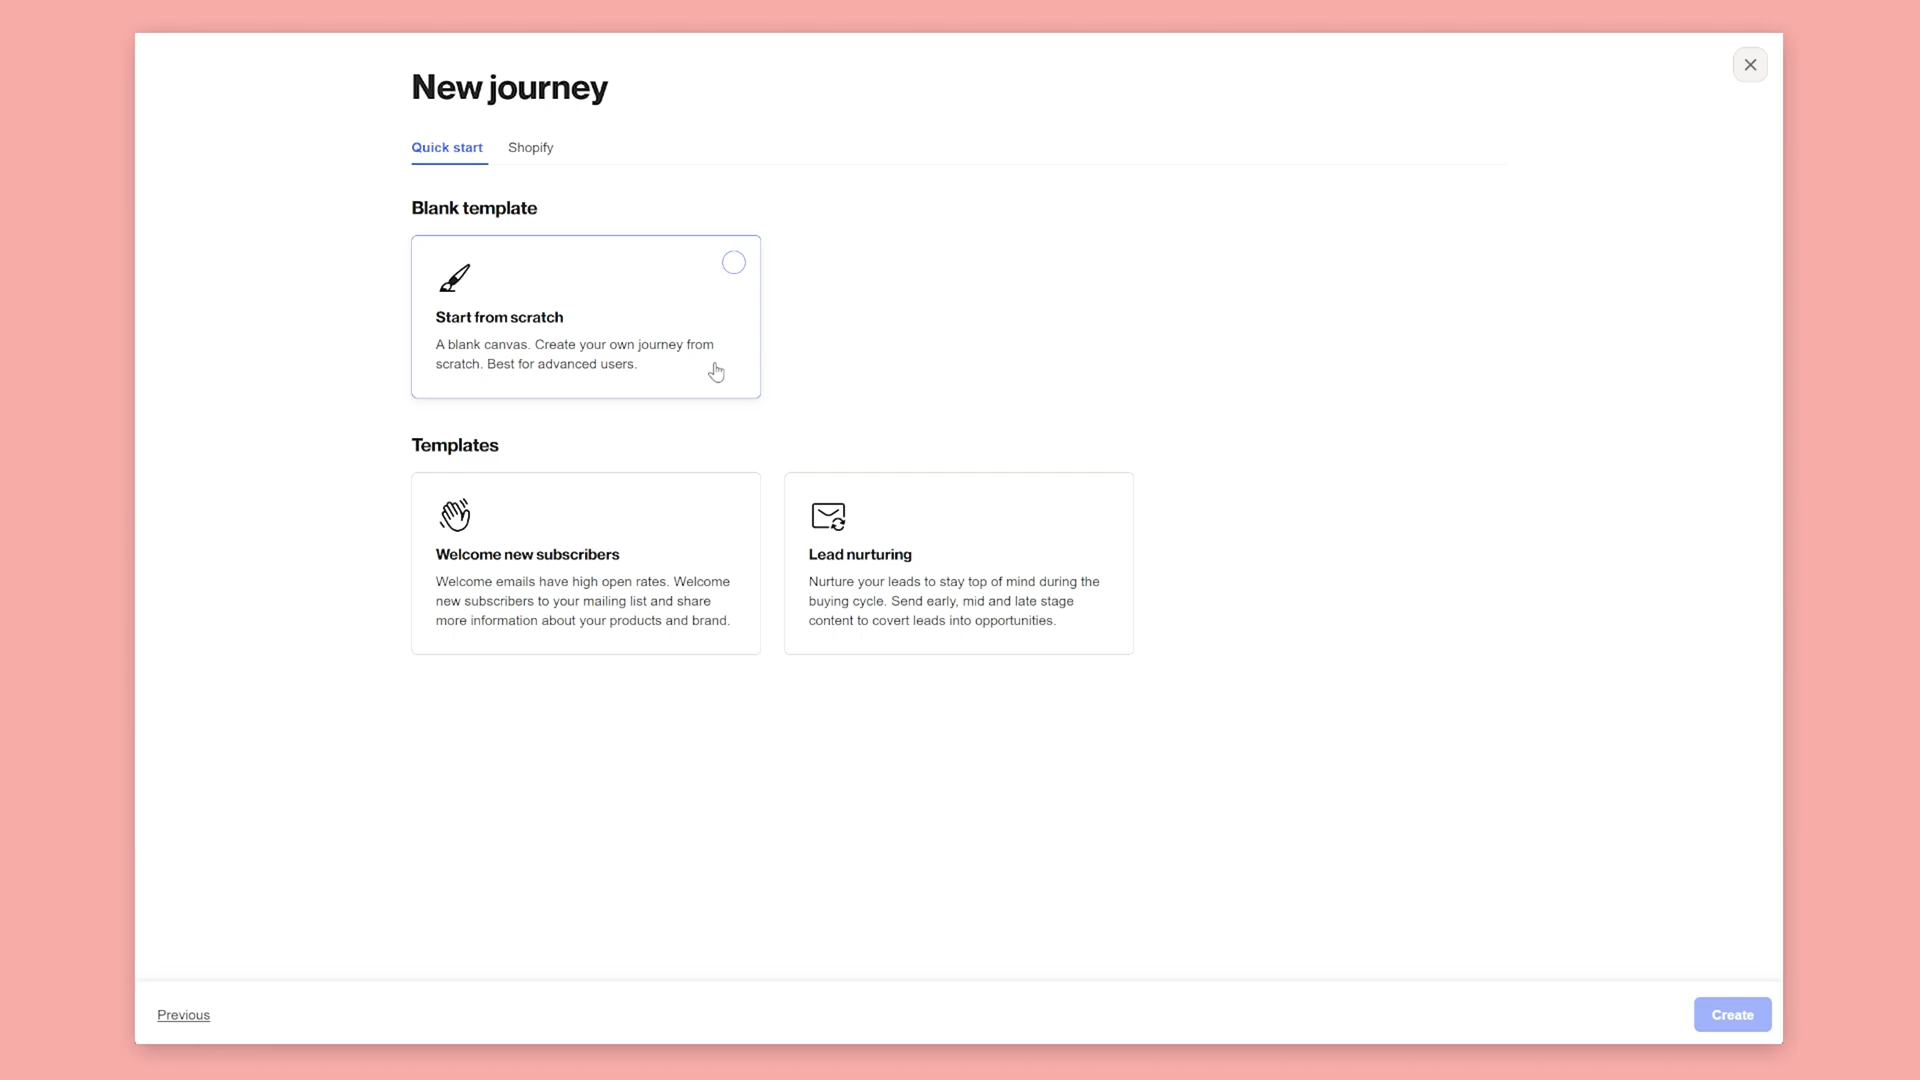 New journey
Quick start
Shopify
Blank template
Start from scratch
A blank canvas. Create your own journey from
scratch. Best for advanced users.
Templates
Welcome new subscribers
Welcome emails have high open rates. Welcome
new subscribers to your mailing list and share
more information about your products and brand.
Lead nurturing
Nurture your leads to stay top of mind during the
buying cycle. Send early, mid and late stage
content to covert leads into opportunities.
Previous
Create